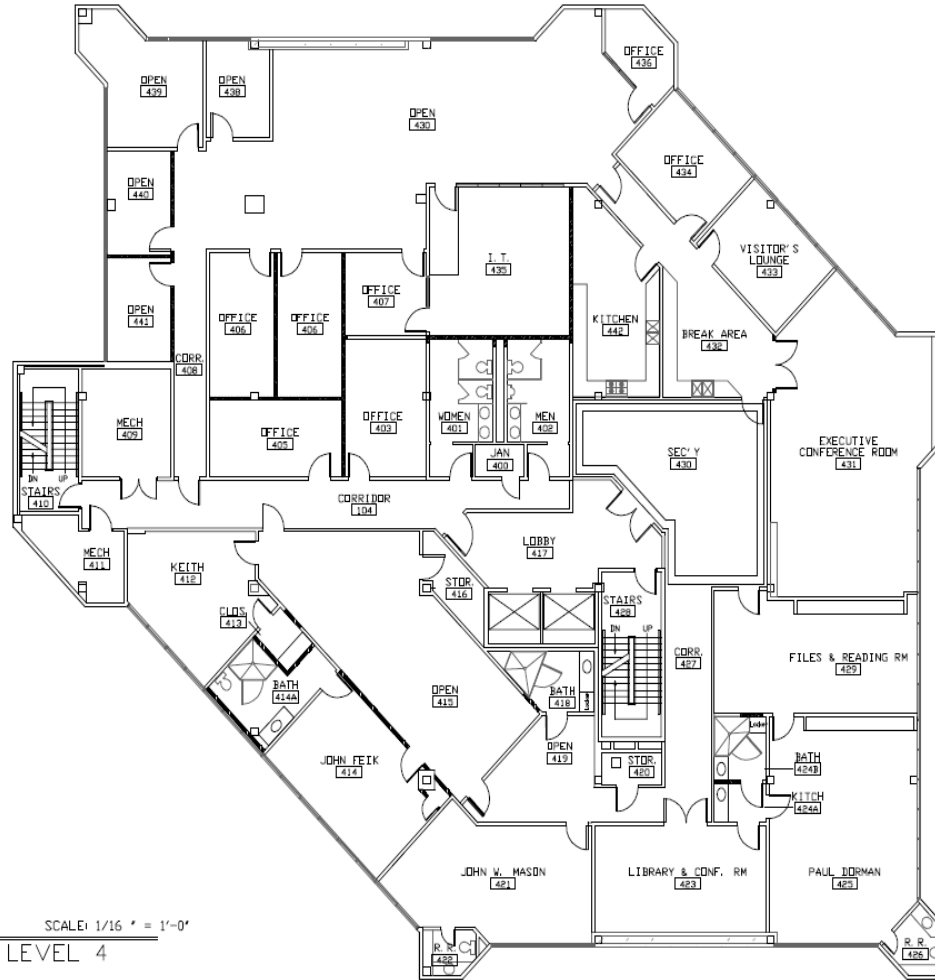 OFFICE
436
OPEN
439
OPEN
438
OPEN
430
OFFICE
434
OPEN
440
VISITOR'S
LOUNGE
433
I. T.
435
OFFICE
407
OPEN
441
OFFICE
406
OFFICE
406
KITCHEN
442
BREAK AREA
432
CORR.
408
MECH
409
OFFICE
403
WOMEN
401
MEN
402
OFFICE
405
JAN
400
SEC'Y
430
EXECUTIVE
CONFERENCE ROOM
431
DN UP
STAIRS
410
CORRIDOR
104
LOBBY
417
MECH
411
KEITH
412
STOR.
416
STAIRS
428
DN UP
CLOS.
413
CORR.
427
FILES & READING RM
429
BATH
414A
OPEN
415
BATH
418
Locker
OPEN
419
STOR.
420
Locker
BATH
424B
JOHN FEIK
414
KITCH
424A
JOHN W. MASON
421
LIBRARY & CONF. RM
423
PAUL DORMAN
425
R. R.
422
R. R.
426
SCALE: 1/16 " = 1'-0"
LEVEL 4